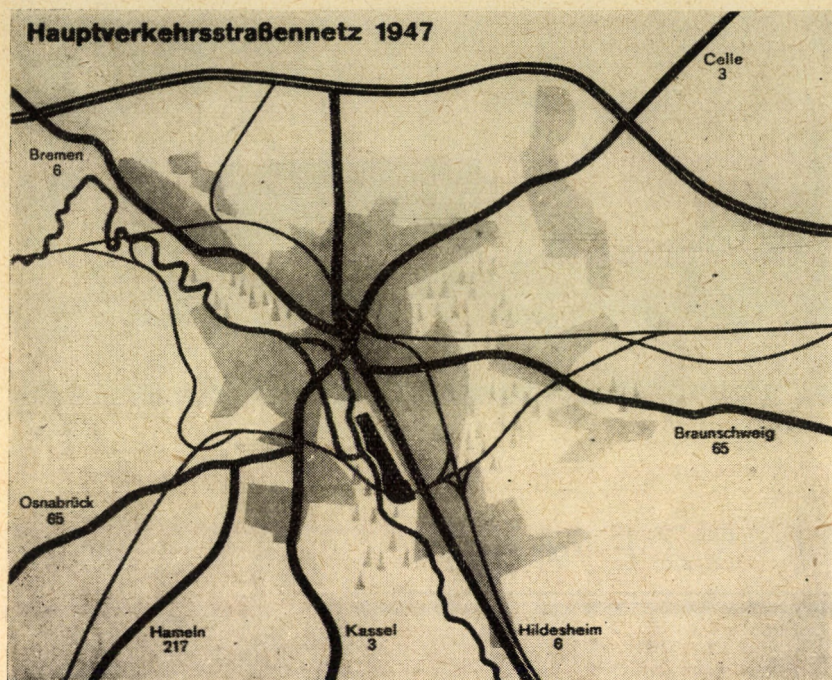 Hauptverkehrsstraßennetz 1947
Celle
3
Bremen
6
Braunschweig
65
Osnabrück
65
Hameln
217
Kassel
3
Hildesheim
6